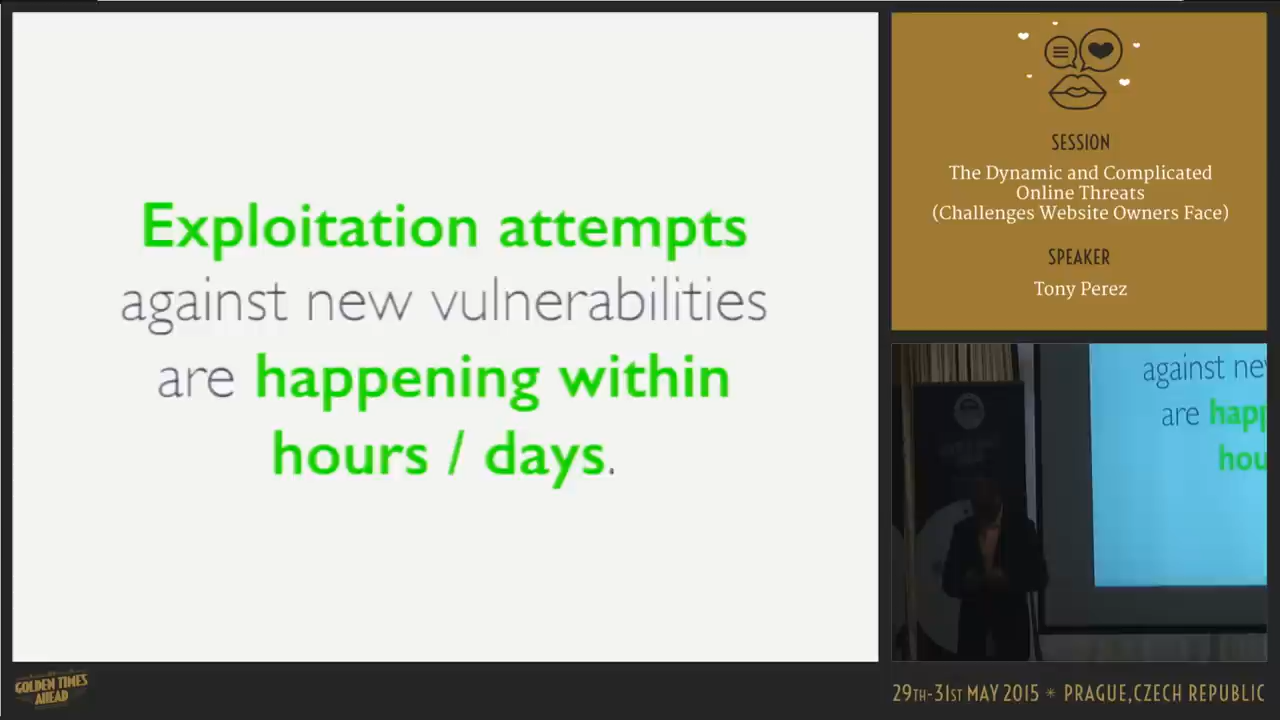 Exploitation attempts
against new vulnerabilities
are happening within
hours / days.
SESSION
The Dynamic and Complicated
Online Threats
(Challenges Website Owners Face)
SPEAKER
Tony Perez
against ne
are happ
hou
GOLDEN TIMES
AHEAD
29TH-31ST MAY 2015 * PRAGUE, CZECH REPUBLIC